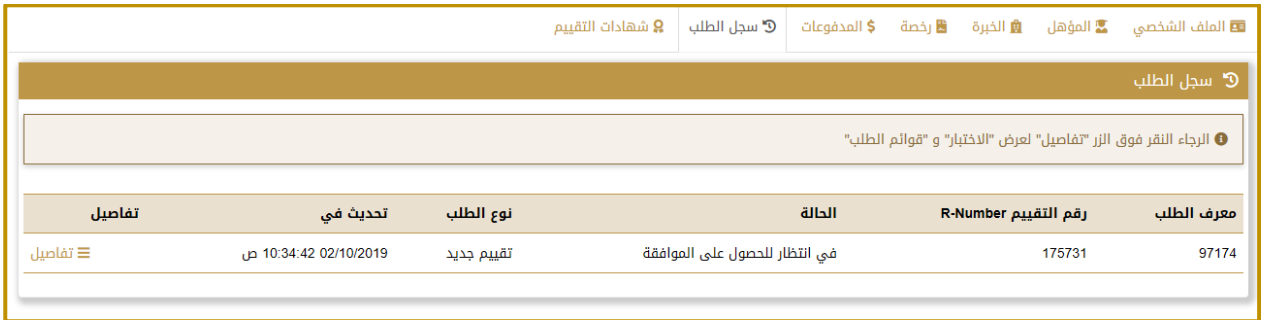 الملف الشخصي المؤهل الخبرة رخصة المدفوعات سجل الطلب شهادات التقييم
سجل الطلب
الرجاء النقر فوق الزر "تفاصيل" لعرض "الاختبار" و "قوائم الطلب"
معرف الطلب رقم التقييم R-Number الحالة نوع الطلب تحديث في تفاصيل
97174 175731 في انتظار للحصول على الموافقة تقييم جديد 02/10/2019 10:34:42 ص تفاصيل